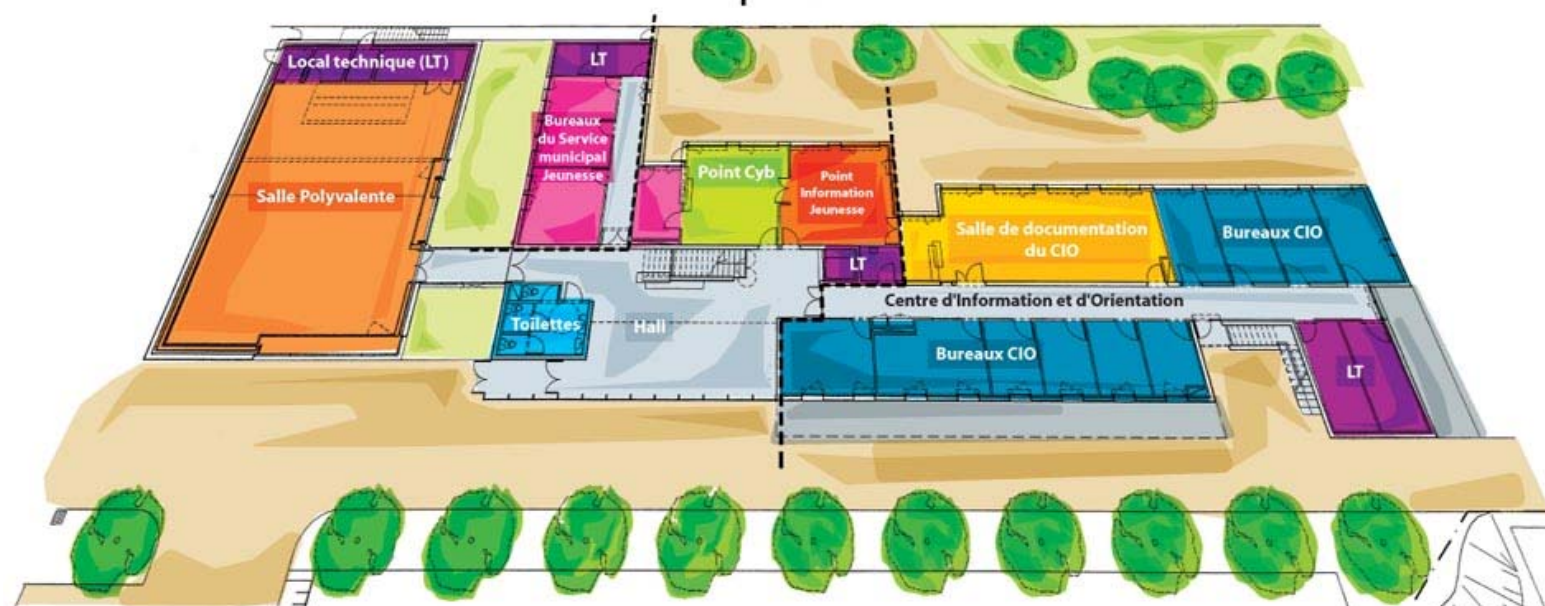 Local technique (LT)
LT
Bureaux
du Service
municipal
Jeunesse
Point Cyb
Point
Information
Jeunesse
Salle Polyvalente
Salle de documentation
du CIO
Bureaux CIO
LT
Centre d'Information et d'Orientation
Toilettes
Hall
Bureaux CIO
LT